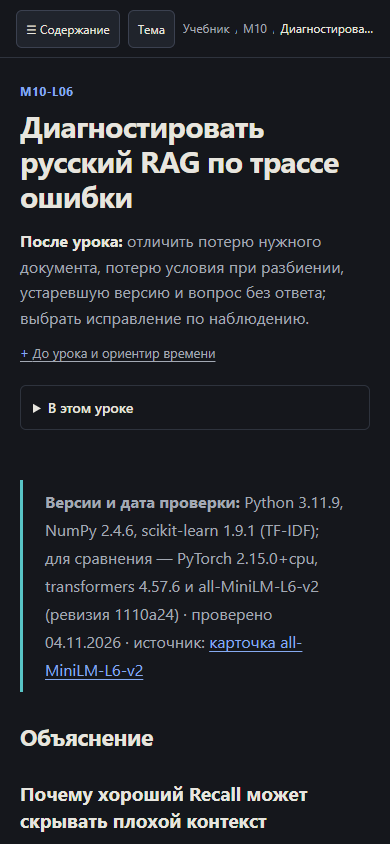 ☰ Содержание
Тема
Учебник / M10 / Диагностирова...
M10-L06
Диагностировать
русский RAG по трассе
ошибки
После урока: отличить потерю нужного
документа, потерю условия при разбиении,
устаревшую версию и вопрос без ответа;
выбрать исправление по наблюдению.
+ До урока и ориентир времени
▶ В этом уроке
Версии и дата проверки: Python 3.11.9,
NumPy 2.4.6, scikit-learn 1.9.1 (TF-IDF);
для сравнения — PyTorch 2.15.0+cpu,
transformers 4.57.6 и all-MiniLM-L6-v2
(ревизия 1110a24) · проверено
04.11.2026 · источник: карточка all-
MiniLM-L6-v2
Объяснение
Почему хороший Recall может
скрывать плохой контекст